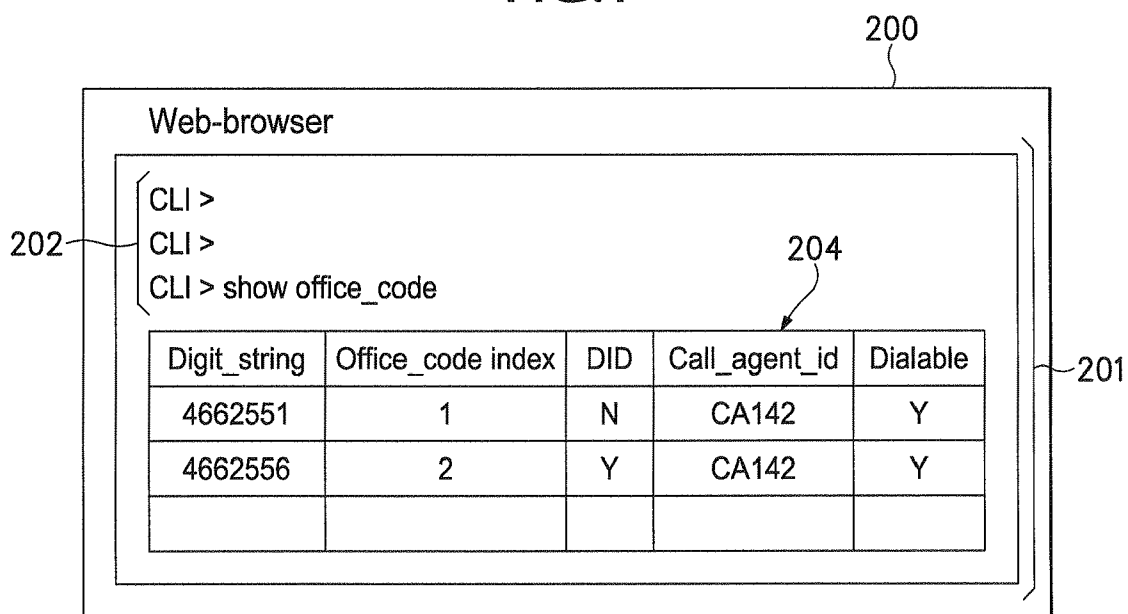 200
Web-browser
CLI >
CLI >
202
204
CLI > show office_code
Digit_string Office_code index DID Call_agent_id Dialable
201
4662551 1 N CA142 Y
4662556 2 Y CA142 Y